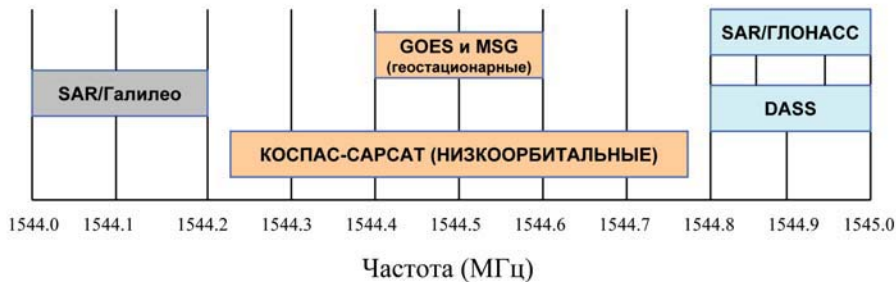 GOES и MSG
(геостационарные)
SAR/ГЛОНАСС
SAR/Галилео
DASS
КОСПАС-САРСАТ (НИЗКООРБИТАЛЬНЫЕ)
1544.0 1544.1 1544.2 1544.3 1544.4 1544.5 1544.6 1544.7 1544.8 1544.9 1545.0
Частота (МГц)